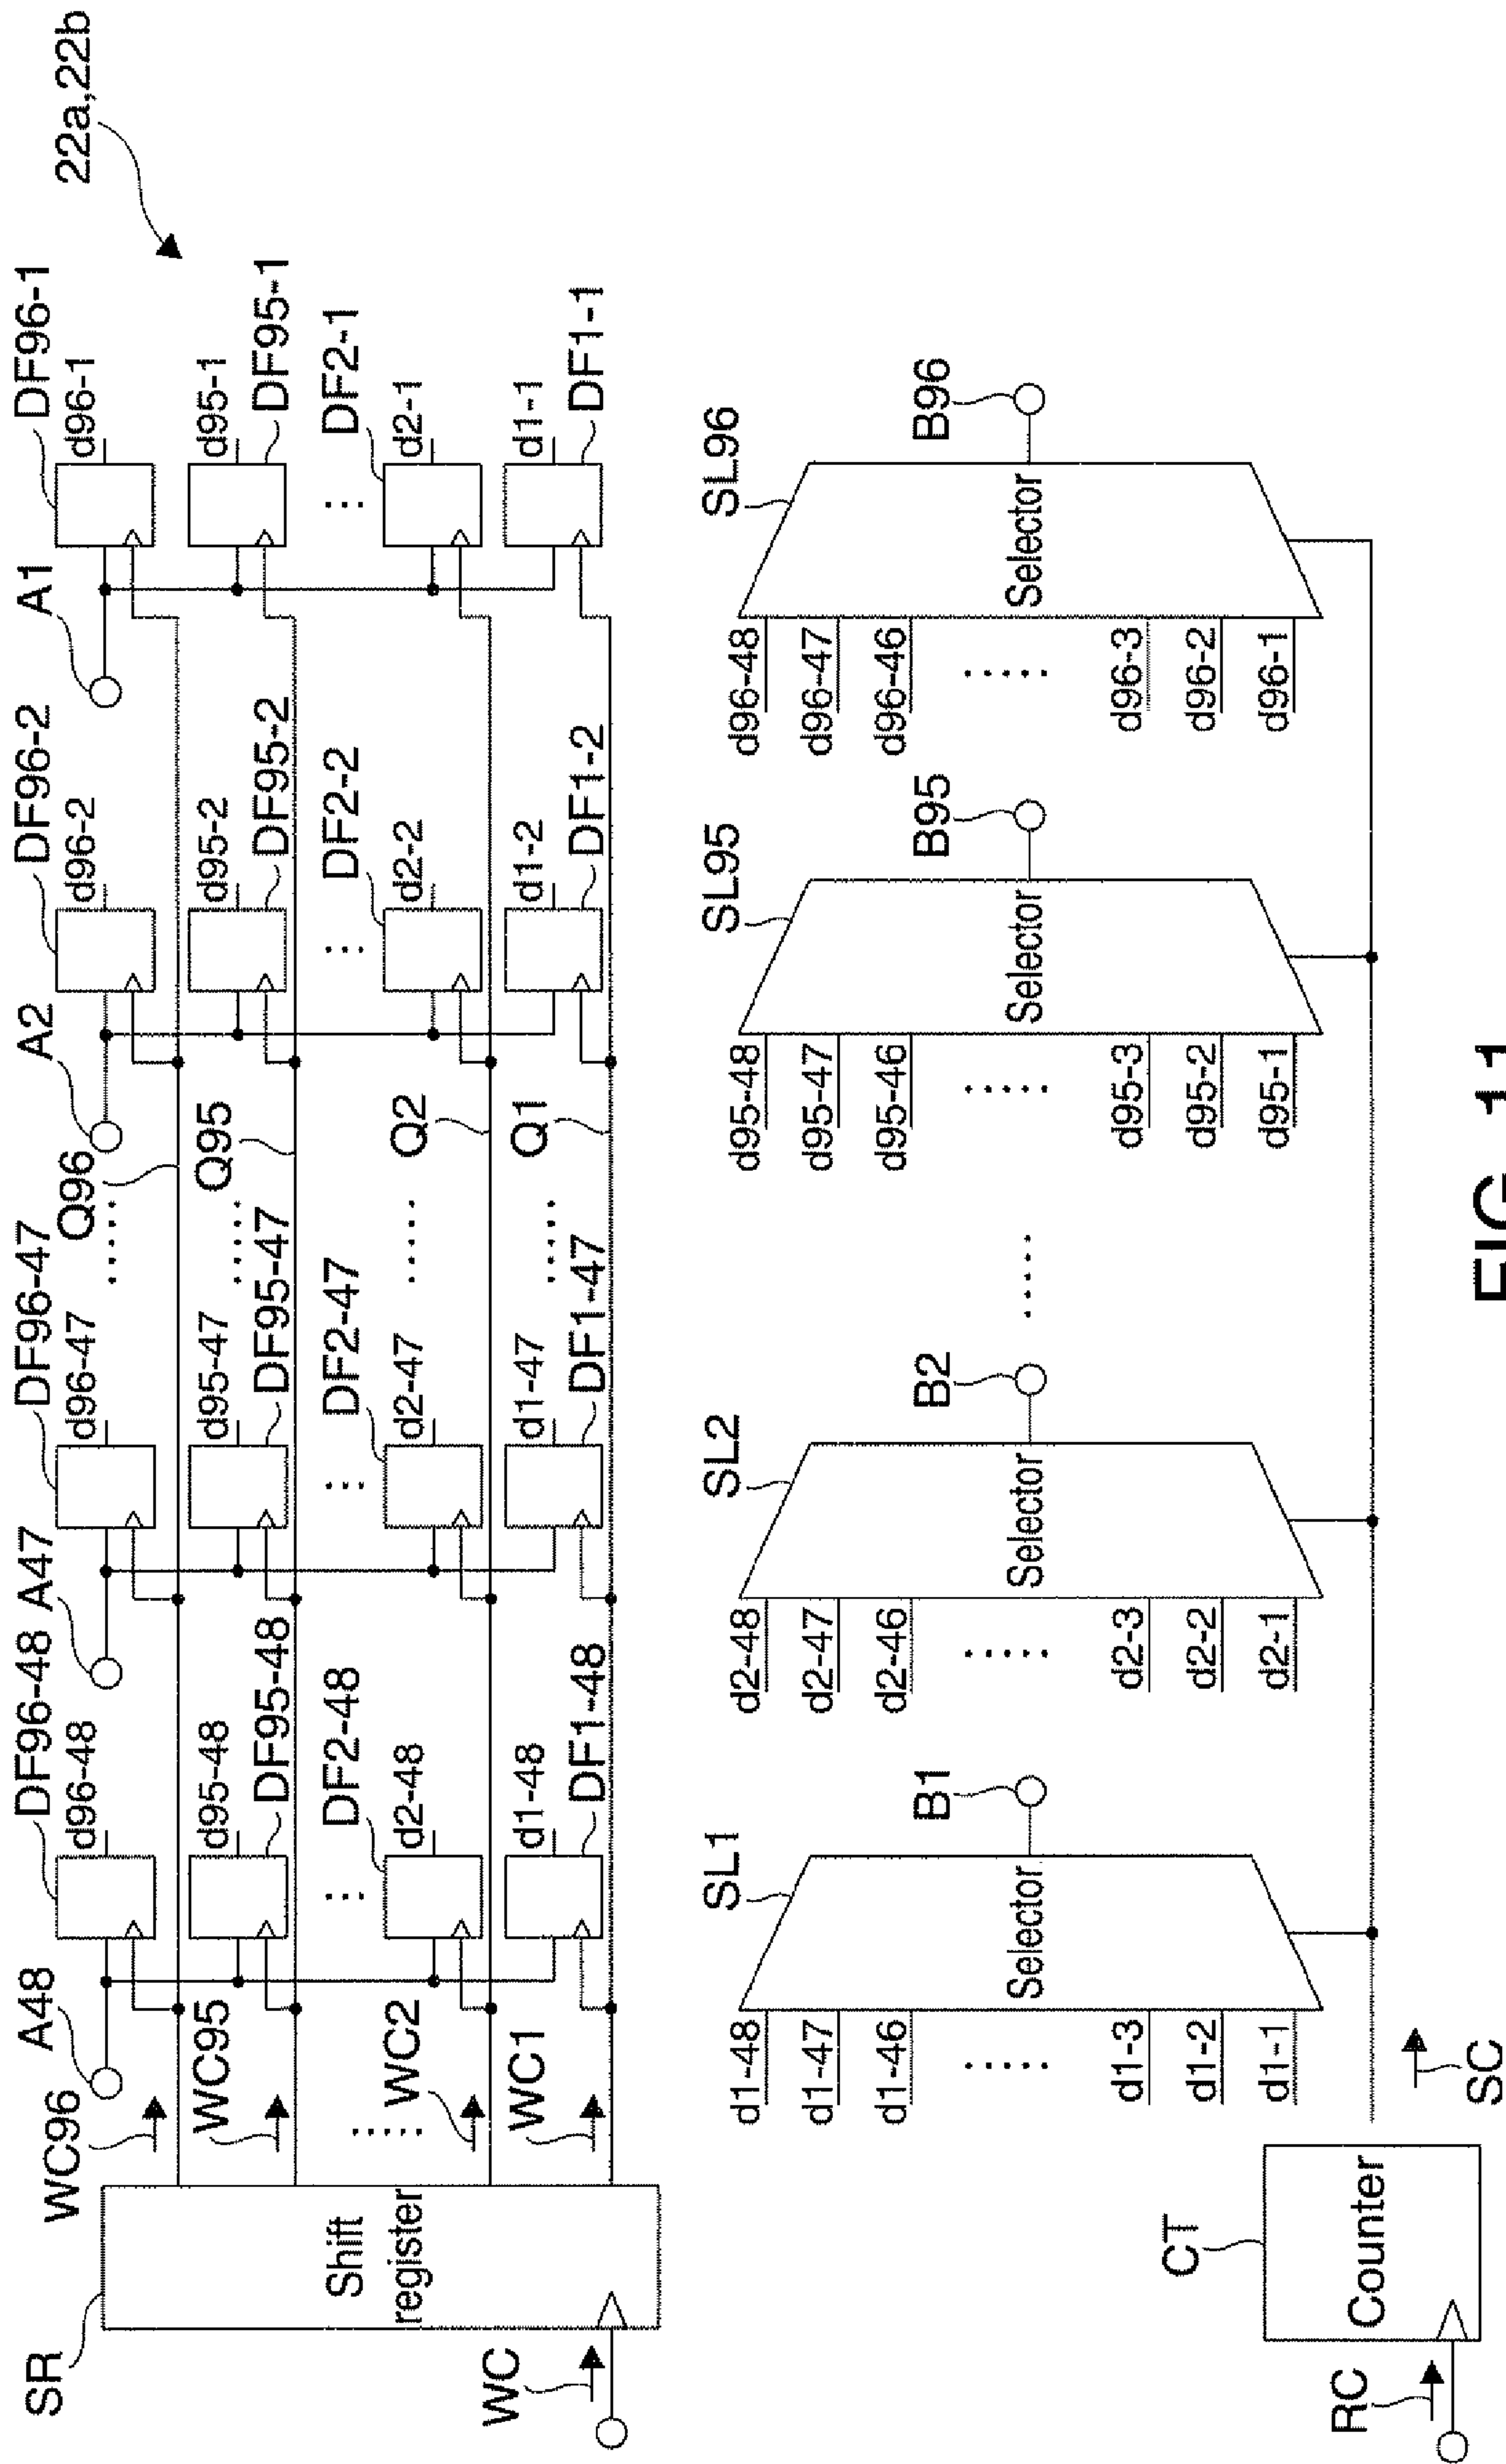 22a,22b
SR
Shift
register
WC
WC96
WC95
WC2
WC1
A48
DF96-48
d96-48
d95-48
DF95-48
DF2-48
d2-48
d1-48
DF1-48
A47
DF96-47
d96-47
d95-47
DF95-47
DF2-47
d2-47
d1-47
DF1-47
Q96
Q95
Q2
Q1
A2
DF96-2
d96-2
d95-2
DF95-2
DF2-2
d2-2
d1-2
DF1-2
A1
DF96-1
d96-1
d95-1
DF95-1
DF2-1
d2-1
d1-1
DF1-1
SL1
Selector
d1-48
d1-47
d1-46
d1-3
d1-2
d1-1
B1
SL2
Selector
d2-48
d2-47
d2-46
d2-3
d2-2
d2-1
B2
SL95
Selector
d95-48
d95-47
d95-46
d95-3
d95-2
d95-1
B95
SL96
Selector
d96-48
d96-47
d96-46
d96-3
d96-2
d96-1
B96
CT
Counter
RC
SC
FIG. 11